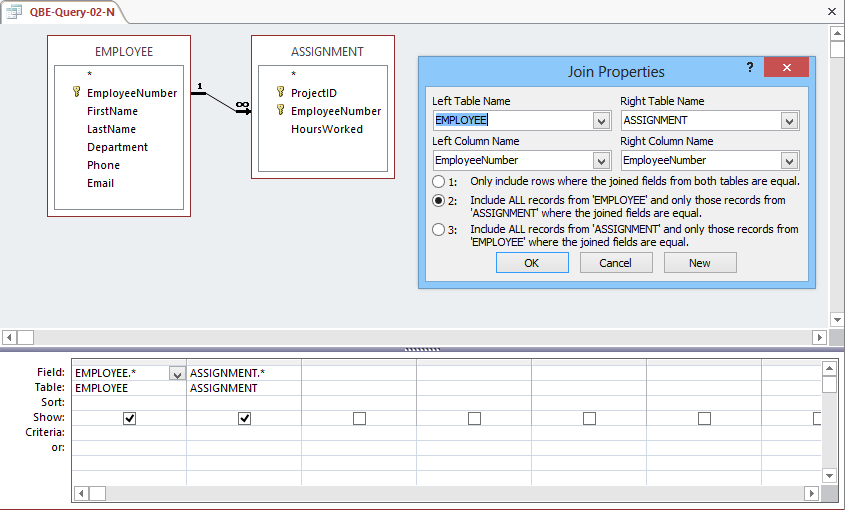 QBE-Query-02-N
EMPLOYEE
*
EmployeeNumber
FirstName
LastName
Department
Phone
Email
1
∞
ASSIGNMENT
*
ProjectID
EmployeeNumber
HoursWorked
Join Properties
?
Left Table Name
Right Table Name
EMPLOYEE
ASSIGNMENT
Left Column Name
Right Column Name
EmployeeNumber
EmployeeNumber
1: Only include rows where the joined fields from both tables are equal.
2: Include ALL records from 'EMPLOYEE' and only those records from
'ASSIGNMENT' where the joined fields are equal.
3: Include ALL records from 'ASSIGNMENT' and only those records from
'EMPLOYEE' where the joined fields are equal.
OK
Cancel
New
Field: EMPLOYEE.* ASSIGNMENT.*
Table: EMPLOYEE ASSIGNMENT
Sort:
Show:
Criteria:
or: